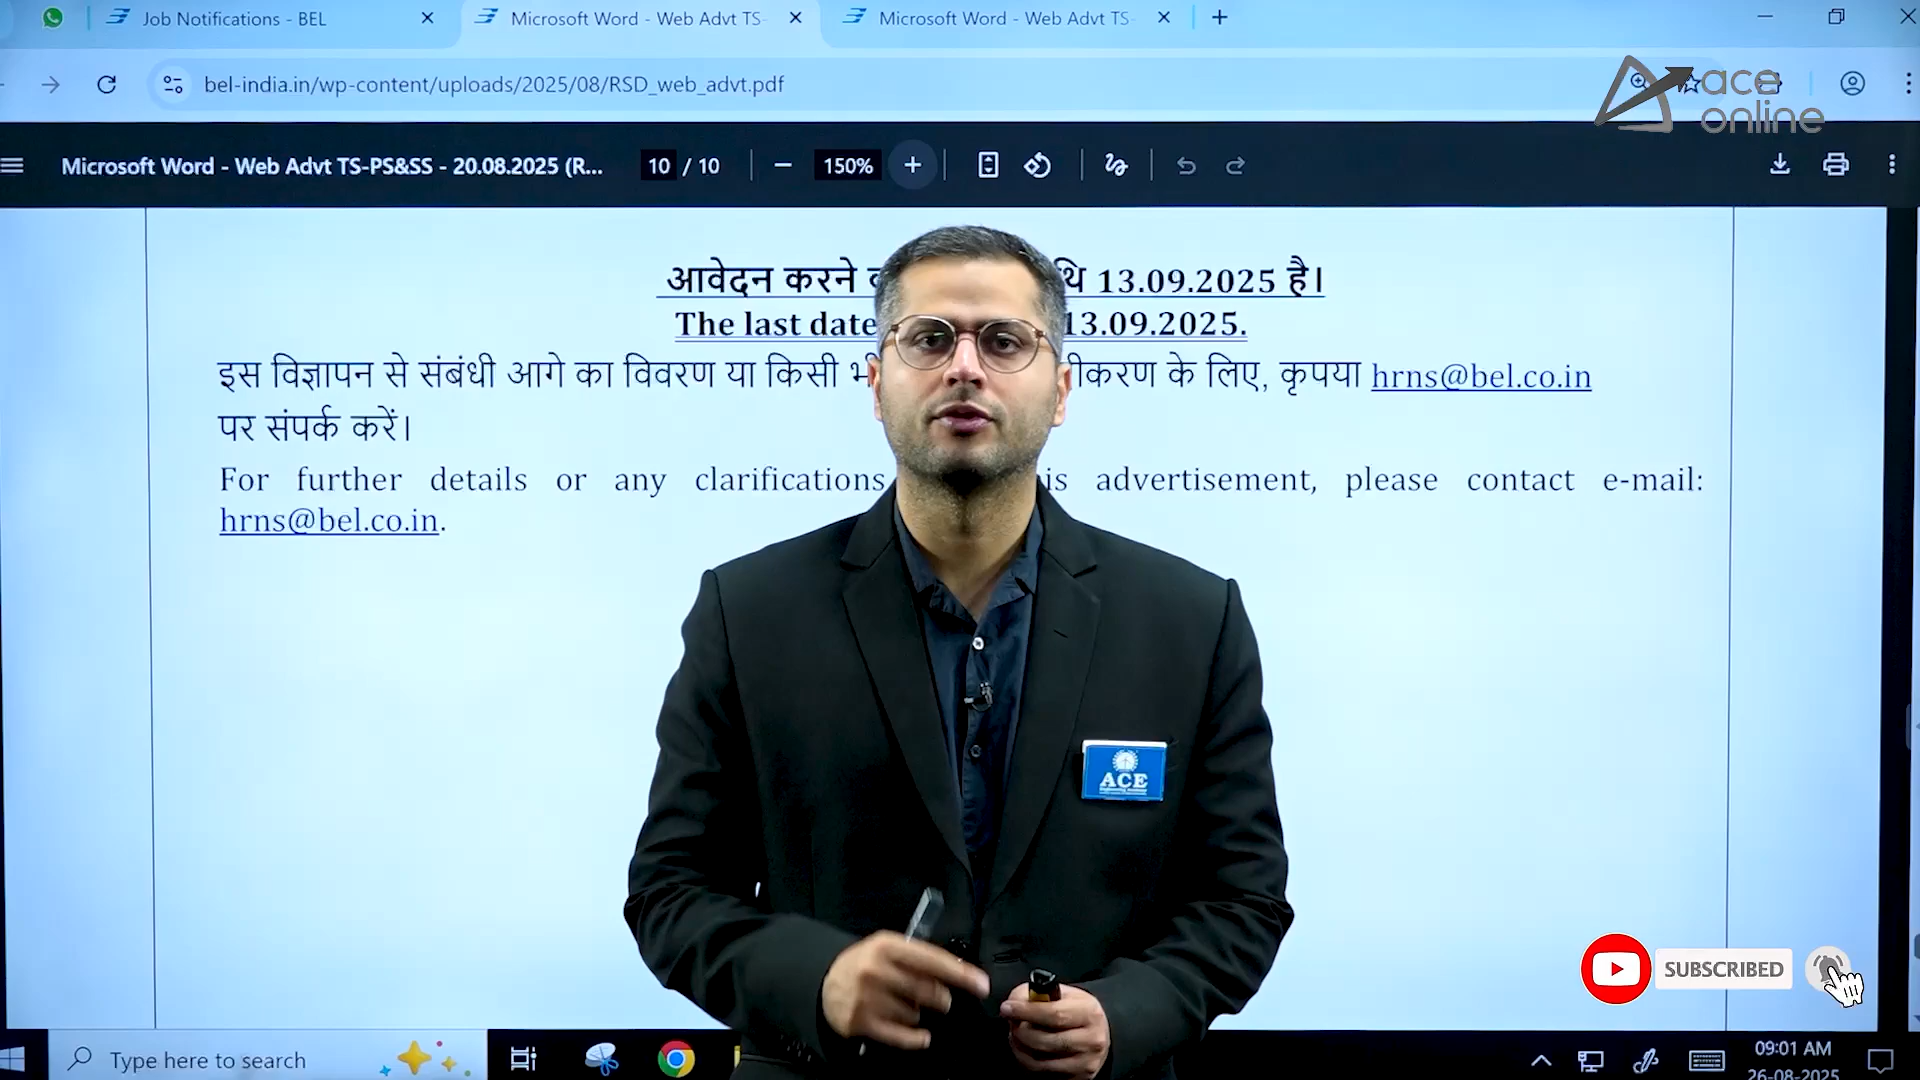 Job Notifications - BEL
Microsoft Word - Web Advt TS-
Microsoft Word - Web Advt TS-
bel-india.in/wp-content/uploads/2025/08/RSD_web_advt.pdf
ace
online
Microsoft Word - Web Advt TS-PS&SS - 20.08.2025 (R...
10 / 10
150%
आवेदन करने 13.09.2025 है।
The last date 13.09.2025.
इस विज्ञापन से संबंधी आगे का विवरण या किसी के लिए, कृपया hrns@bel.co.in
पर संपर्क करें।
For further details or any clarifications advertisement, please contact e-mail:
hrns@bel.co.in.
ACE
SUBSCRIBED
Type here to search
09:01 AM
26-08-2025